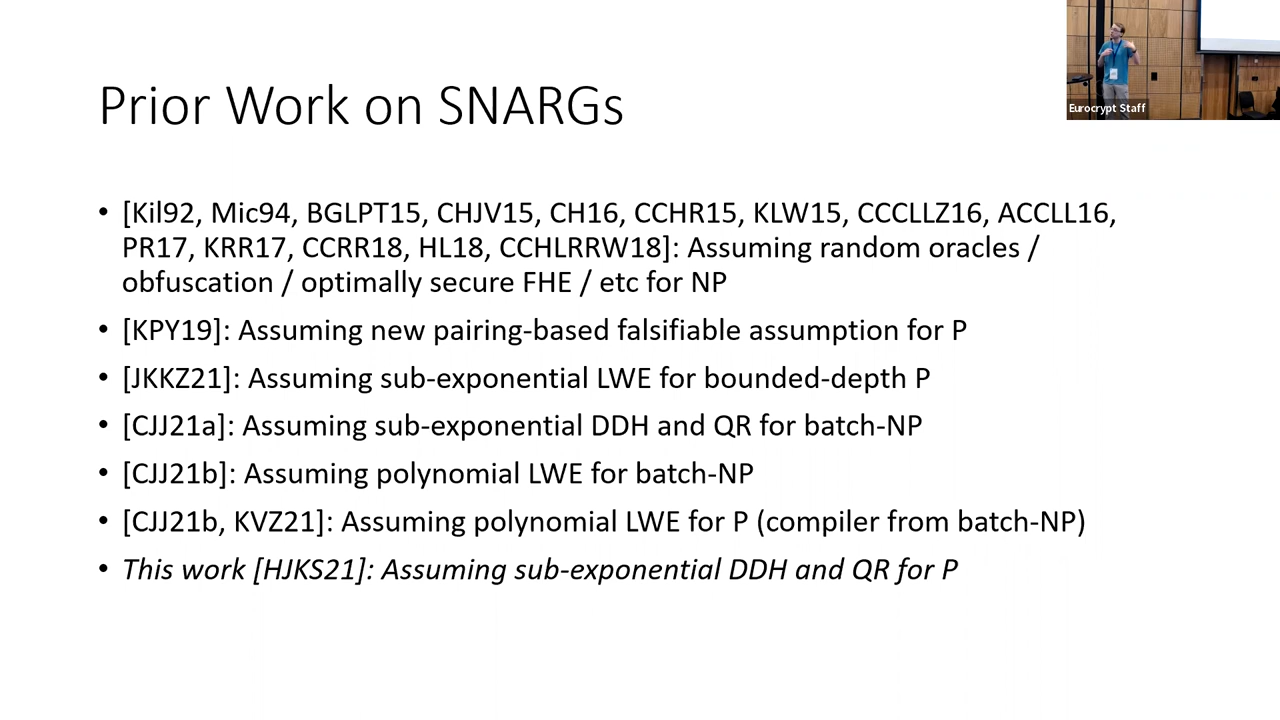 Prior Work on SNARGs
Eurocrypt Staff
• [Kil92, Mic94, BGLPT15, CHJV15, CH16, CCHR15, KLW15, CCCLLZ16, ACCLL16,
PR17, KRR17, CCRR18, HL18, CCHLRRW18]: Assuming random oracles /
obfuscation / optimally secure FHE / etc for NP
• [KPY19]: Assuming new pairing-based falsifiable assumption for P
• [JKKZ21]: Assuming sub-exponential LWE for bounded-depth P
• [CJJ21a]: Assuming sub-exponential DDH and QR for batch-NP
• [CJJ21b]: Assuming polynomial LWE for batch-NP
• [CJJ21b, KVZ21]: Assuming polynomial LWE for P (compiler from batch-NP)
• This work [HJKS21]: Assuming sub-exponential DDH and QR for P